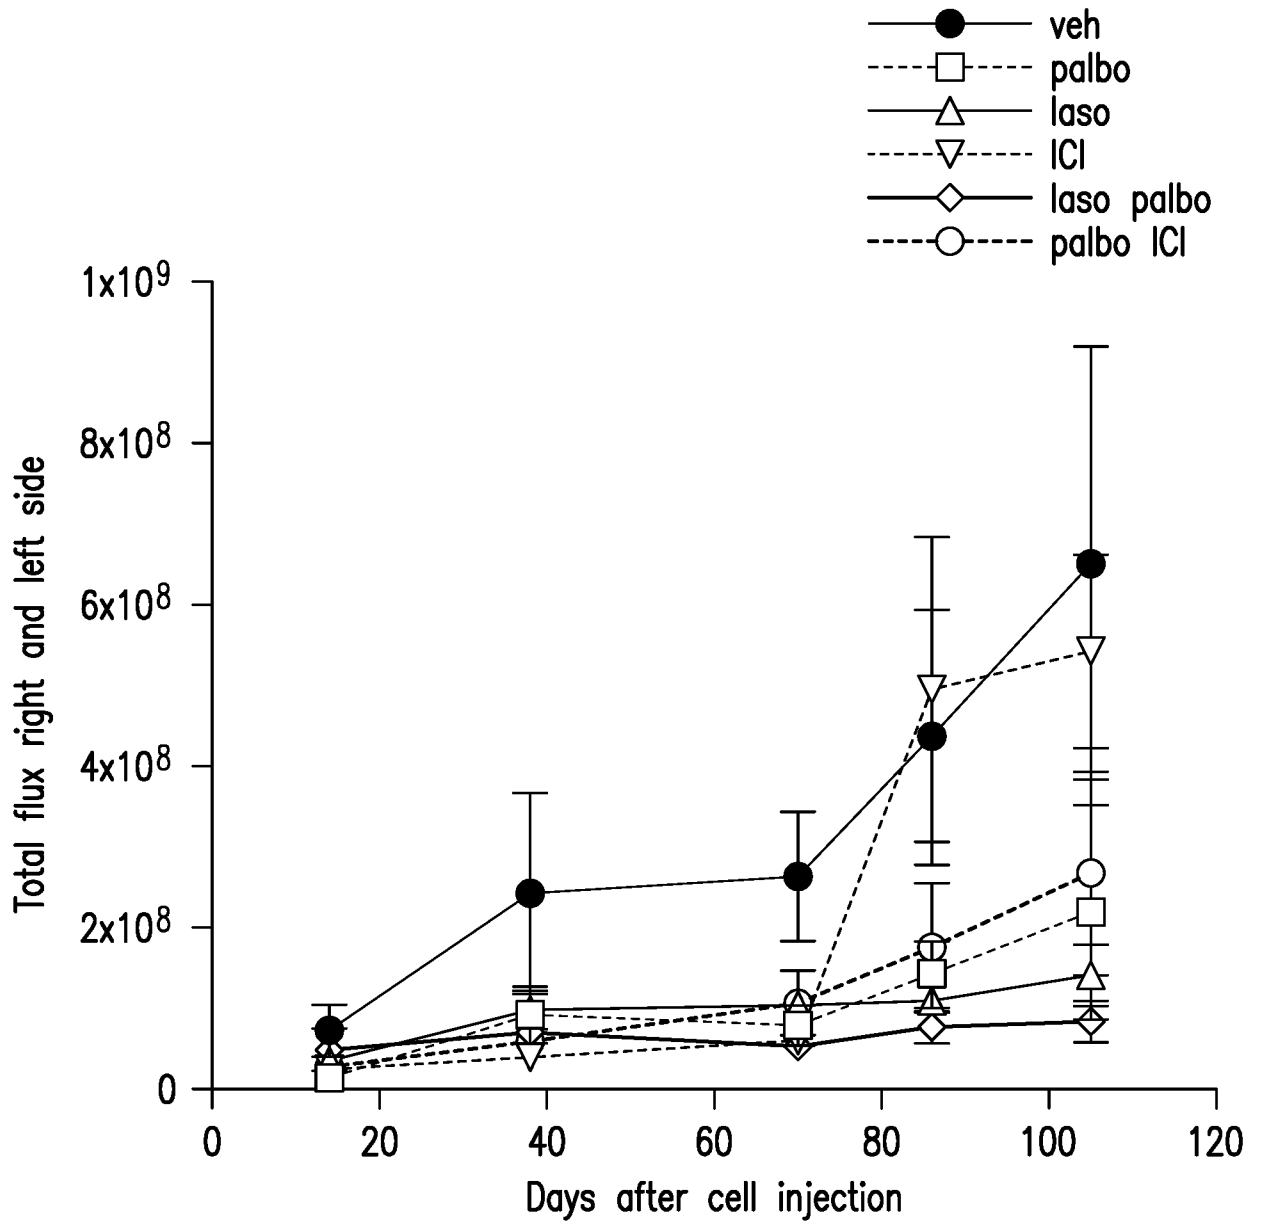 veh
palbo
laso
ICI
laso palbo
palbo ICI
1x10⁹
8x10⁸
6x10⁸
4x10⁸
2x10⁸
0
Total flux right and left side
0 20 40 60 80 100 120
Days after cell injection